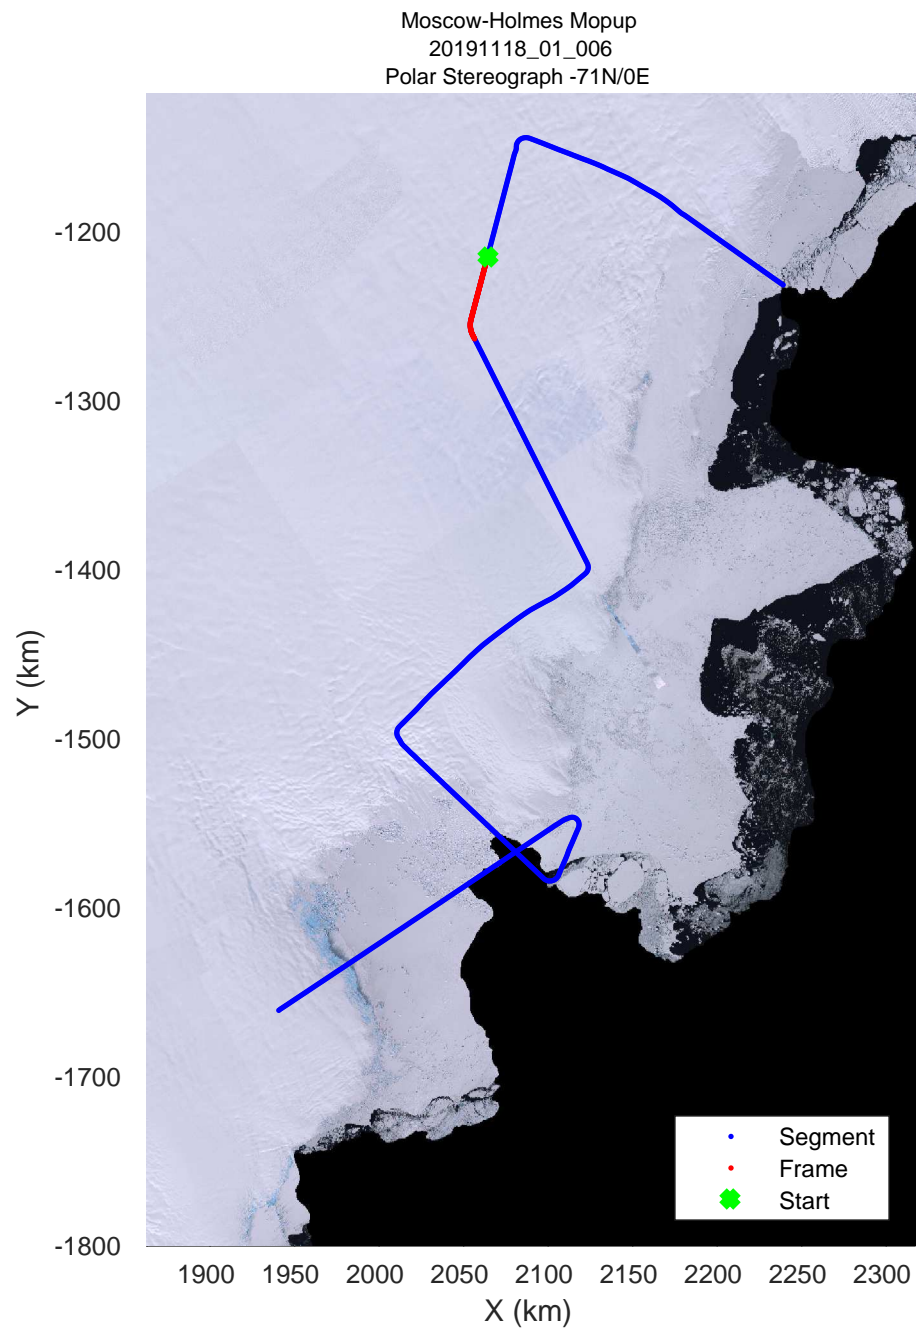 Moscow-Holmes Mopup
20191118_01_006
Polar Stereograph -71N/0E
-1200
-1300
-1400
-1500
-1600
-1700
-1800
Y (km)
Segment
Frame
Start
1900 1950 2000 2050 2100 2150 2200 2250 2300
X (km)